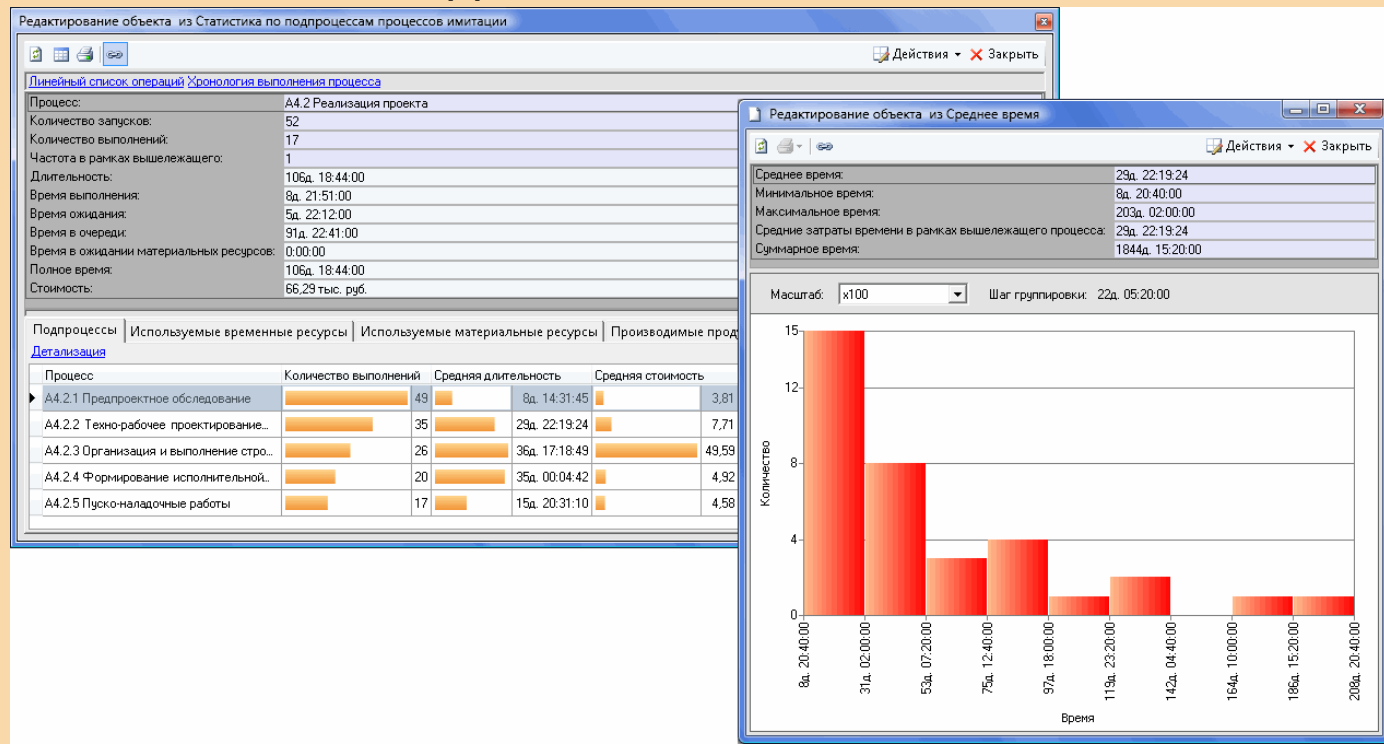 Редактирование объекта из Статистика по подпроцессам процессов имитации
Действия Закрыть
Линейный список операций Хронология выполнения процесса
Процесс: А4.2 Реализация проекта
Количество запусков: 52
Количество выполнений: 17
Частота в рамках вышележащего: 1
Длительность: 106д. 18:44:00
Время выполнения: 8д. 21:51:00
Время ожидания: 5д. 22:12:00
Время в очереди: 91д. 22:41:00
Время в ожидании материальных ресурсов: 0:00:00
Полное время: 106д. 18:44:00
Стоимость: 66,29 тыс. руб.
Подпроцессы Используемые временные ресурсы Используемые материальные ресурсы Производимые прод
Детализация
Процесс Количество выполнений Средняя длительность Средняя стоимость
А4.2.1 Предпроектное обследование 49 8д. 14:31:45 3,81
А4.2.2 Техно-рабочее проектирование... 35 29д. 22:19:24 7,71
А4.2.3 Организация и выполнение стро... 26 36д. 17:18:49 49,59
А4.2.4 Формирование исполнительной... 20 35д. 00:04:42 4,92
А4.2.5 Пуско-наладочные работы 17 15д. 20:31:10 4,58
Редактирование объекта из Среднее время
Действия Закрыть
Среднее время: 29д. 22:19:24
Минимальное время: 8д. 20:40:00
Максимальное время: 203д. 02:00:00
Средние затраты времени в рамках вышележащего процесса: 29д. 22:19:24
Суммарное время: 1844д. 15:20:00
Масштаб: x100 Шаг группировки: 22д. 05:20:00
Количество
15
12
8
4
0
8д. 20:40:00
31д. 02:00:00
53д. 07:20:00
75д. 12:40:00
97д. 18:00:00
119д. 23:20:00
142д. 04:40:00
164д. 10:00:00
186д. 15:20:00
208д. 20:40:00
Время